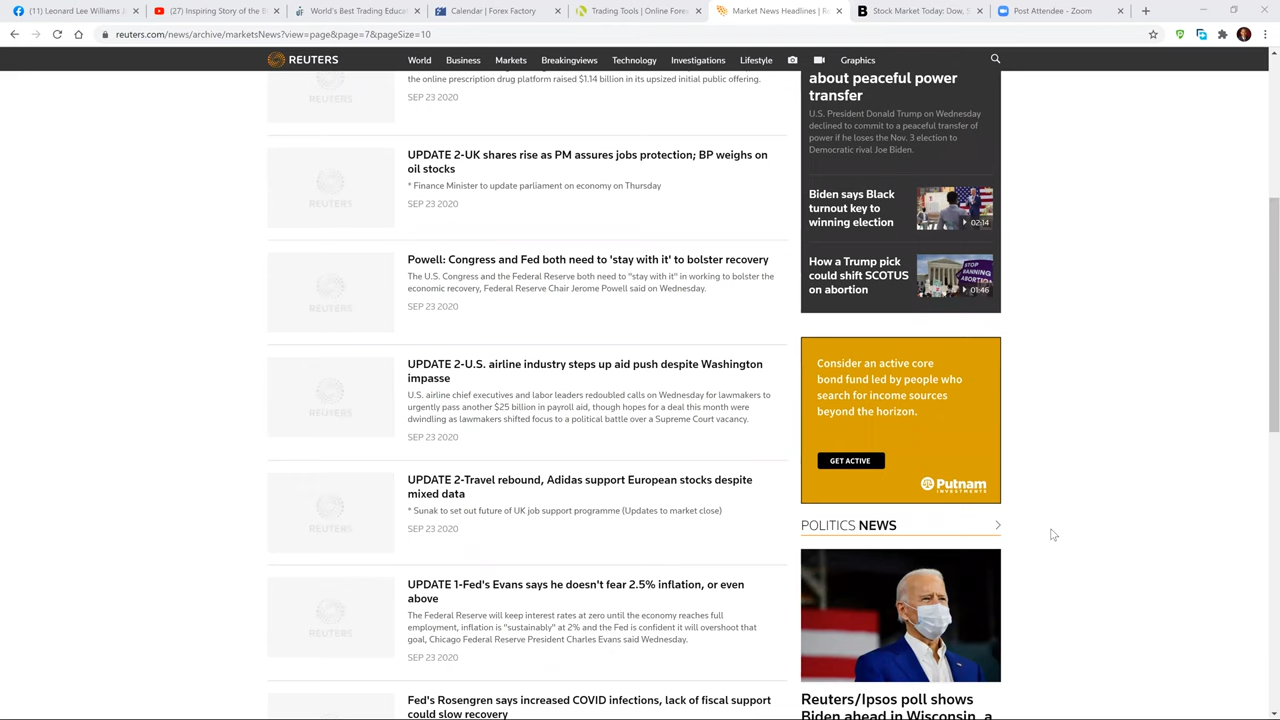 (11) Leonard Lee Williams J
(27) Inspiring Story of the B
World's Best Trading Educat
Calendar | Forex Factory
Trading Tools | Online Forex
Market News Headlines | Re
Stock Market Today: Dow, S
Post Attendee - Zoom
reuters.com/news/archive/marketsNews?view=page&page=7&pageSize=10
REUTERS
World
Business
Markets
Breakingviews
Technology
Investigations
Lifestyle
Graphics
the online prescription drug platform raised $1.14 billion in its upsized initial public offering.
SEP 23 2020
REUTERS
UPDATE 2-UK shares rise as PM assures jobs protection; BP weighs on
oil stocks
* Finance Minister to update parliament on economy on Thursday
SEP 23 2020
REUTERS
Powell: Congress and Fed both need to 'stay with it' to bolster recovery
The U.S. Congress and the Federal Reserve both need to "stay with it" in working to bolster the
economic recovery, Federal Reserve Chair Jerome Powell said on Wednesday.
SEP 23 2020
REUTERS
UPDATE 2-U.S. airline industry steps up aid push despite Washington
impasse
U.S. airline chief executives and labor leaders redoubled calls on Wednesday for lawmakers to
urgently pass another $25 billion in payroll aid, though hopes for a deal this month were
dwindling as lawmakers shifted focus to a political battle over a Supreme Court vacancy.
SEP 23 2020
REUTERS
UPDATE 2-Travel rebound, Adidas support European stocks despite
mixed data
* Sunak to set out future of UK job support programme (Updates to market close)
SEP 23 2020
REUTERS
UPDATE 1-Fed's Evans says he doesn't fear 2.5% inflation, or even
above
The Federal Reserve will keep interest rates at zero until the economy reaches full
employment, inflation is "sustainably" at 2% and the Fed is confident it will overshoot that
goal, Chicago Federal Reserve President Charles Evans said Wednesday.
SEP 23 2020
REUTERS
Fed's Rosengren says increased COVID infections, lack of fiscal support
could slow recovery
about peaceful power
transfer
U.S. President Donald Trump on Wednesday
declined to commit to a peaceful transfer of
power if he loses the Nov. 3 election to
Democratic rival Joe Biden.
Biden says Black
turnout key to
winning election
02:14
How a Trump pick
could shift SCOTUS
on abortion
STOP
BANNING
ABORTION
01:46
Consider an active core
bond fund led by people who
search for income sources
beyond the horizon.
GET ACTIVE
Putnam
INVESTMENTS
POLITICS NEWS
Reuters/Ipsos poll shows
Biden ahead in Wisconsin, a